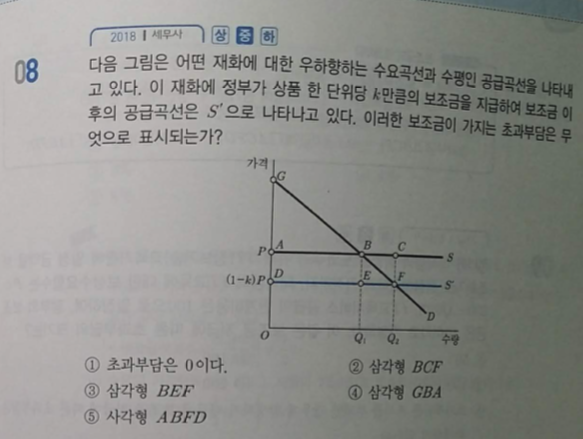 2018 | 세무사 상 중 하
08 다음 그림은 어떤 재화에 대한 우하향하는 수요곡선과 수평인 공급곡선을 나타내
고 있다. 이 재화에 정부가 상품 한 단위당 k만큼의 보조금을 지급하여 보조금 이
후의 공급곡선은 S'으로 나타나고 있다. 이러한 보조금이 가지는 초과부담은 무
엇으로 표시되는가?
가격
G
P A B C S
(1-k)P D E F S'
D
O Q₁ Q₂ 수량
① 초과부담은 0이다. ② 삼각형 BCF
③ 삼각형 BEF ④ 삼각형 GBA
⑤ 사각형 ABFD